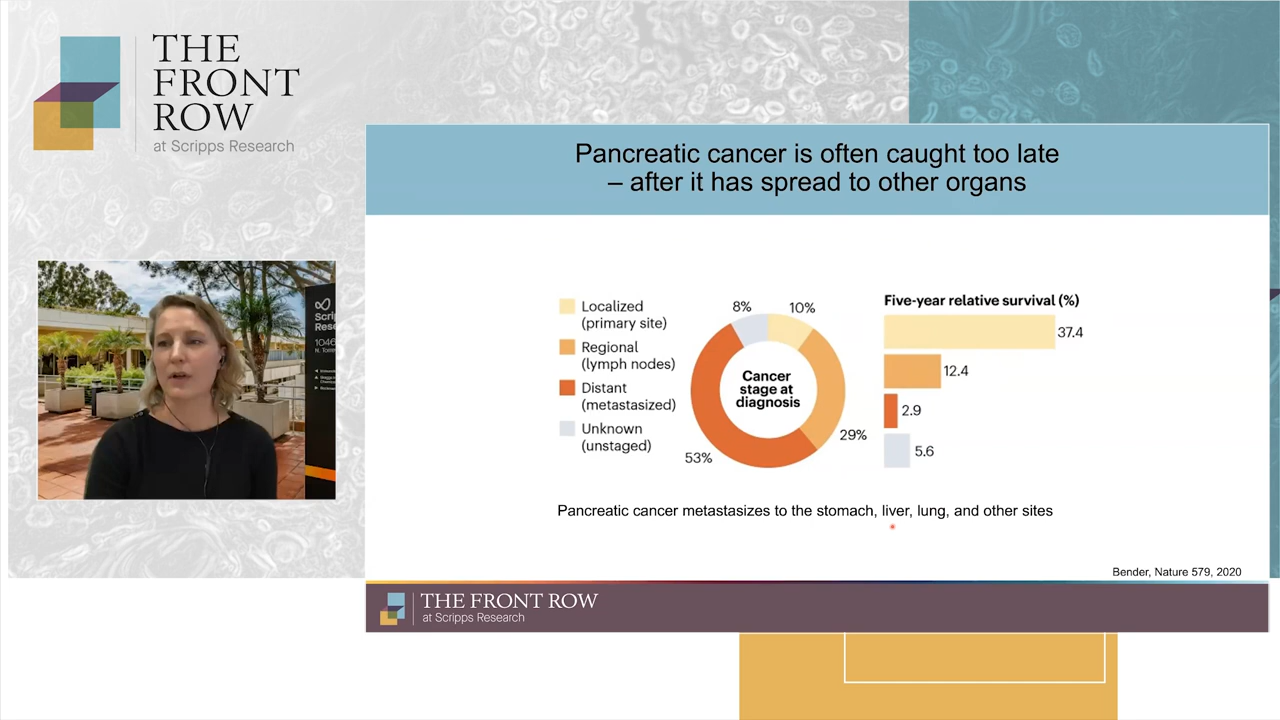 THE
FRONT
ROW
at Scripps Research
Pancreatic cancer is often caught too late
– after it has spread to other organs
Localized
(primary site)
Regional
(lymph nodes)
Distant
(metastasized)
Unknown
(unstaged)
8%
10%
29%
53%
Cancer
stage at
diagnosis
Five-year relative survival (%)
37.4
12.4
2.9
5.6
Pancreatic cancer metastasizes to the stomach, liver, lung, and other sites
Bender, Nature 579, 2020
THE FRONT ROW
at Scripps Research